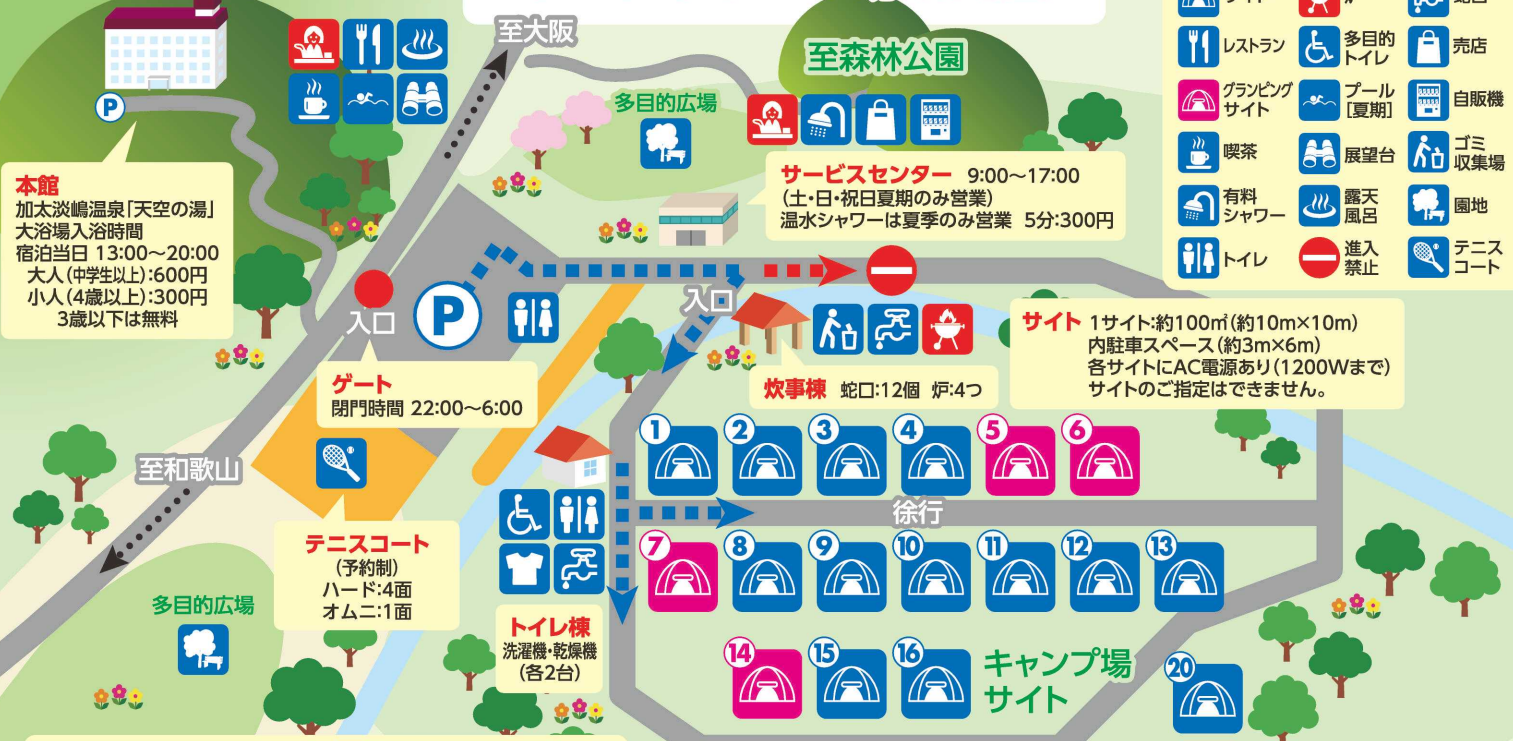 至大阪
至森林公園
多目的広場
本館
加太淡嶋温泉「天空の湯」
大浴場入浴時間
宿泊当日 13:00～20:00
大人(中学生以上):600円
小人(4歳以上):300円
3歳以下は無料
P
サービスセンター 9:00～17:00
(土・日・祝日夏期のみ営業)
温水シャワーは夏季のみ営業 5分:300円
レストラン
多目的
トイレ
売店
グランピング
サイト
プール
[夏期]
自販機
喫茶
展望台
ゴミ
収集場
有料
シャワー
露天
風呂
園地
トイレ
進入
禁止
テニス
コート
入口
P
入口
ゲート
閉門時間 22:00～6:00
炊事棟 蛇口:12個 炉:4つ
サイト 1サイト:約100㎡(約10m×10m)
内駐車スペース(約3m×6m)
各サイトにAC電源あり(1200Wまで)
サイトのご指定はできません。
至和歌山
テニスコート
(予約制)
ハード:4面
オムニ:1面
多目的広場
トイレ棟
洗濯機・乾燥機
(各2台)
1
2
3
4
5
6
徐行
7
8
9
10
11
12
13
14
15
16
キャンプ場
サイト
20